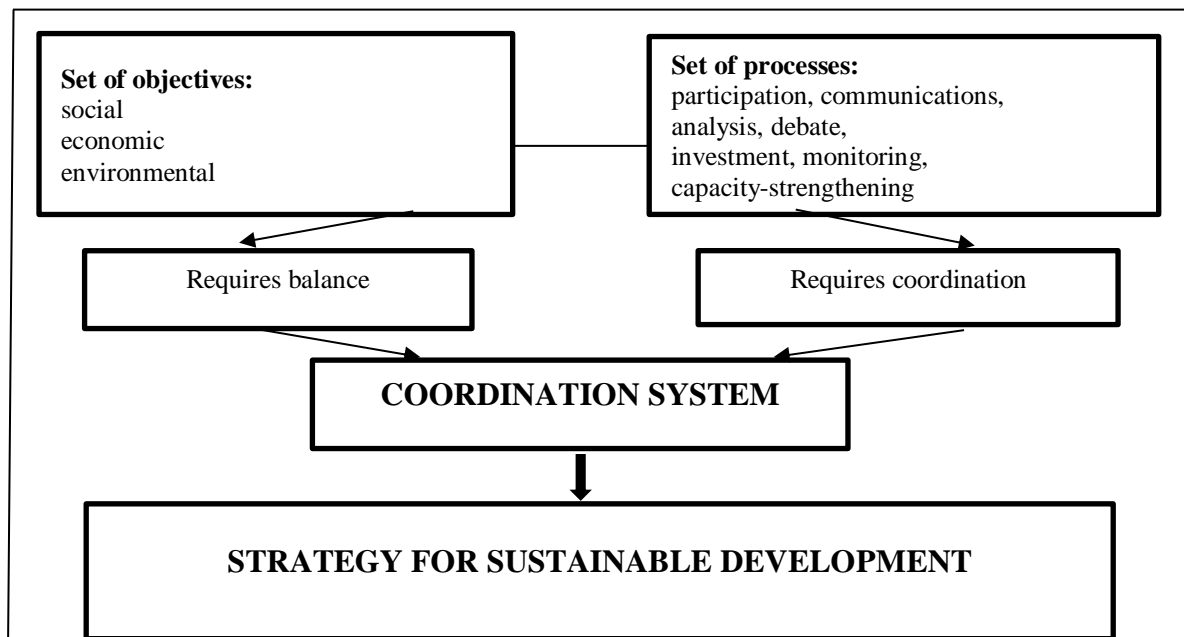 Set of objectives:
social
economic
environmental
Set of processes:
participation, communications,
analysis, debate,
investment, monitoring,
capacity-strengthening
Requires balance
Requires coordination
COORDINATION SYSTEM
STRATEGY FOR SUSTAINABLE DEVELOPMENT